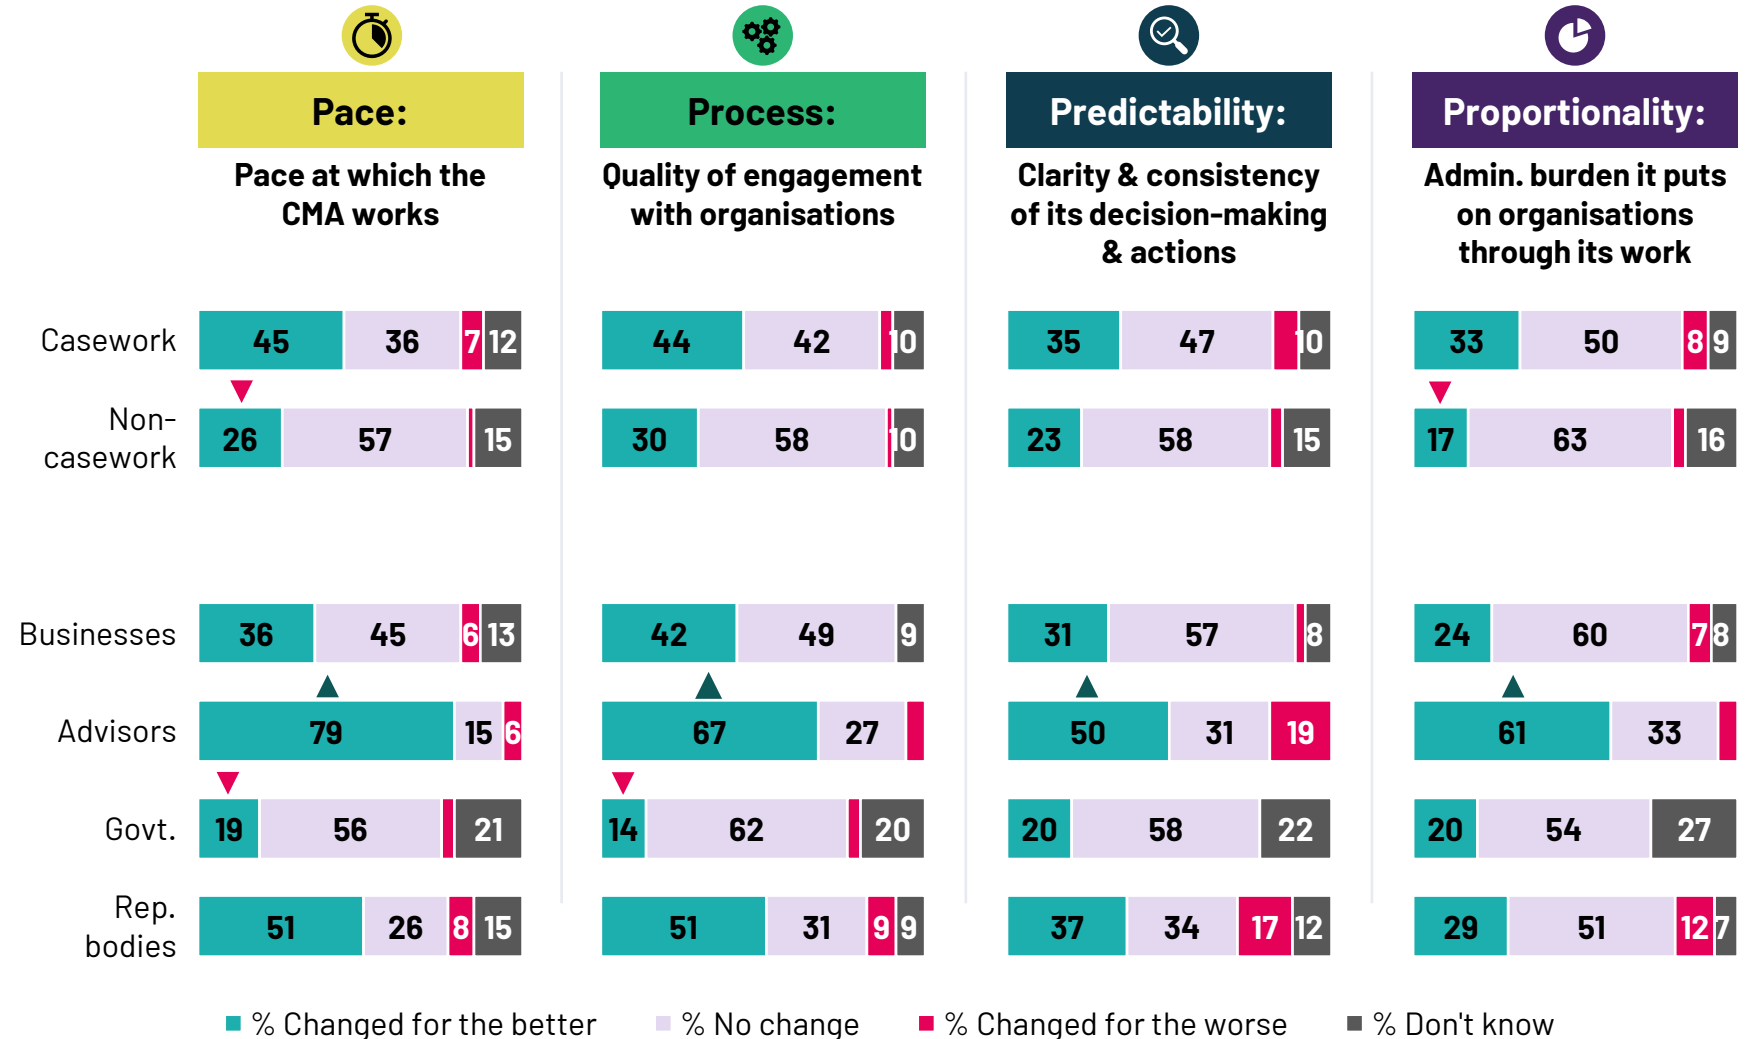 Pace:
Process:
Predictability:
Proportionality:
Pace at which the
CMA works
Quality of engagement
with organisations
Clarity & consistency
of its decision-making
& actions
Admin. burden it puts
on organisations
through its work
Casework
45 36 7 12
44 42 10
35 47 10
33 50 8 9
Non-
casework
26 57 15
30 58 10
23 58 15
17 63 16
Businesses
36 45 6 13
42 49 9
31 57 8
24 60 7 8
Advisors
79 15 6
67 27
50 31 19
61 33
Govt.
19 56 21
14 62 20
20 58 22
20 54 27
Rep.
bodies
51 26 8 15
51 31 9 9
37 34 17 12
29 51 12 7
% Changed for the better
% No change
% Changed for the worse
% Don't know